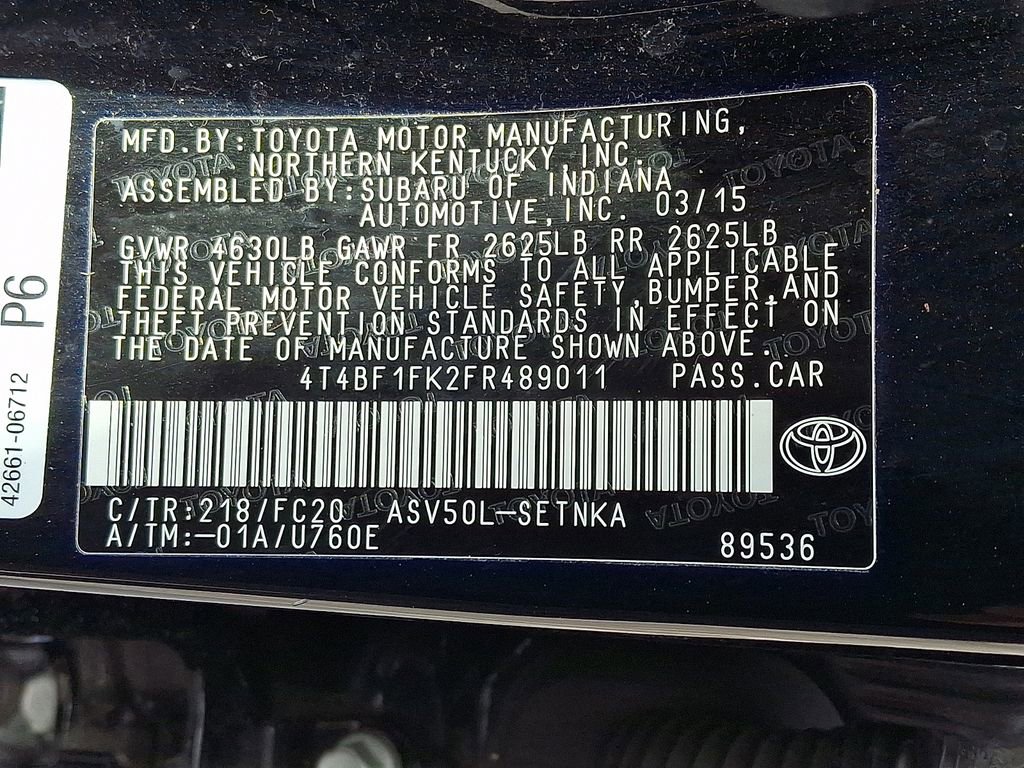 MFD.BY:TOYOTA MOTOR MANUFACTURING,
NORTHERN KENTUCKY,INC.
ASSEMBLED BY:SUBARU OF INDIANA
AUTOMOTIVE,INC. 03/15
GVWR 4630LB GAWR FR 2625LB RR 2625LB
THIS VEHICLE CONFORMS TO ALL APPLICABLE
FEDERAL MOTOR VEHICLE SAFETY,BUMPER,AND
THEFT PREVENTION STANDARDS IN EFFECT ON
THE DATE OF MANUFACTURE SHOWN ABOVE.
4T4BF1FK2FR489011 PASS.CAR
C/TR:218/FC20 ASV50L-SETNKA
A/TM:-01A/U760E
89536
P6
42661-06712